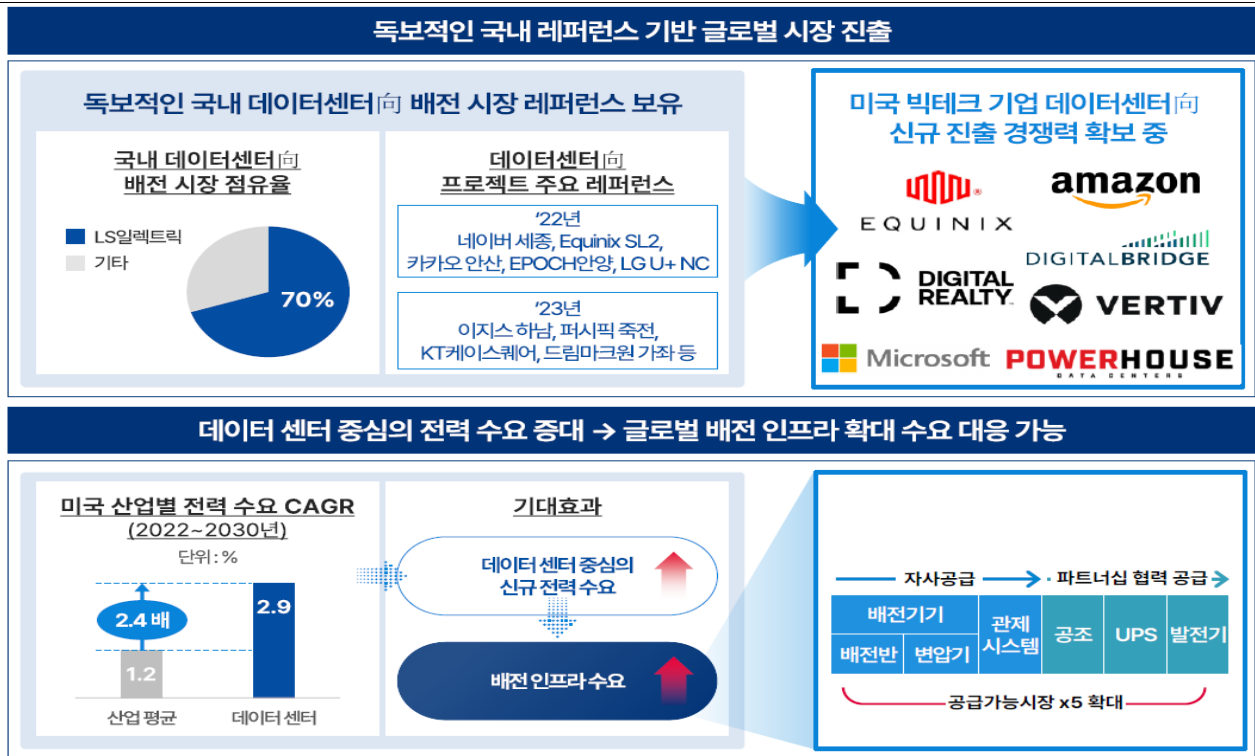 독보적인 국내 레퍼런스 기반 글로벌 시장 진출
독보적인 국내 데이터센터向 배전 시장 레퍼런스 보유
국내 데이터센터向
배전 시장 점유율
LS일렉트릭
기타
70%
데이터센터向
프로젝트 주요 레퍼런스
‘22년
네이버 세종, Equinix SL2,
카카오 안산, EPOCH안양, LG U+ NC
‘23년
이지스 하남, 퍼시픽 죽전,
KT케이스퀘어, 드림마크원 가좌 등
미국 빅테크 기업 데이터센터向
신규 진출 경쟁력 확보 중
EQUINIX
amazon
DIGITALBRIDGE
DIGITAL
REALTY
VERTIV
Microsoft
POWERHOUSE
DATA CENTERS
데이터 센터 중심의 전력 수요 증대 → 글로벌 배전 인프라 확대 수요 대응 가능
미국 산업별 전력 수요 CAGR
(2022~2030년)
단위 : %
2.4 배
1.2
2.9
산업 평균
데이터 센터
기대효과
데이터 센터 중심의
신규 전력 수요
배전 인프라 수요
자사공급
파트너십 협력 공급
배전기기
배전반
변압기
관제
시스템
공조
UPS
발전기
공급가능시장 x5 확대